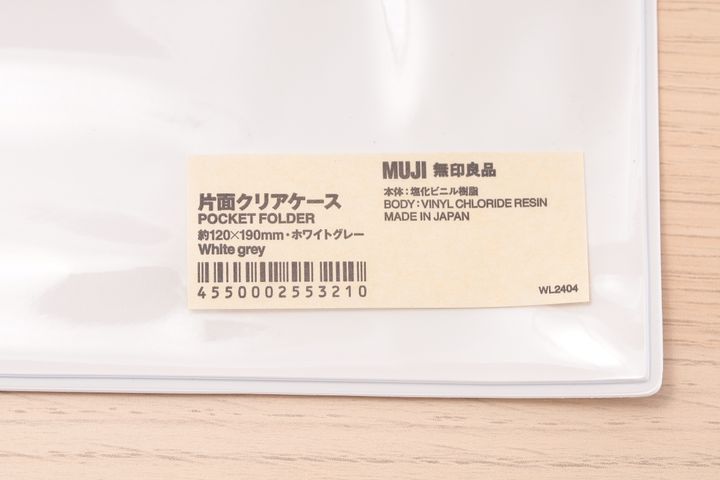 片面クリアケース
POCKET FOLDER
約120×190mm・ホワイトグレー
White grey
4550002553210
MUJI 無印良品
本体：塩化ビニル樹脂
BODY：VINYL CHLORIDE RESIN
MADE IN JAPAN
WL2404